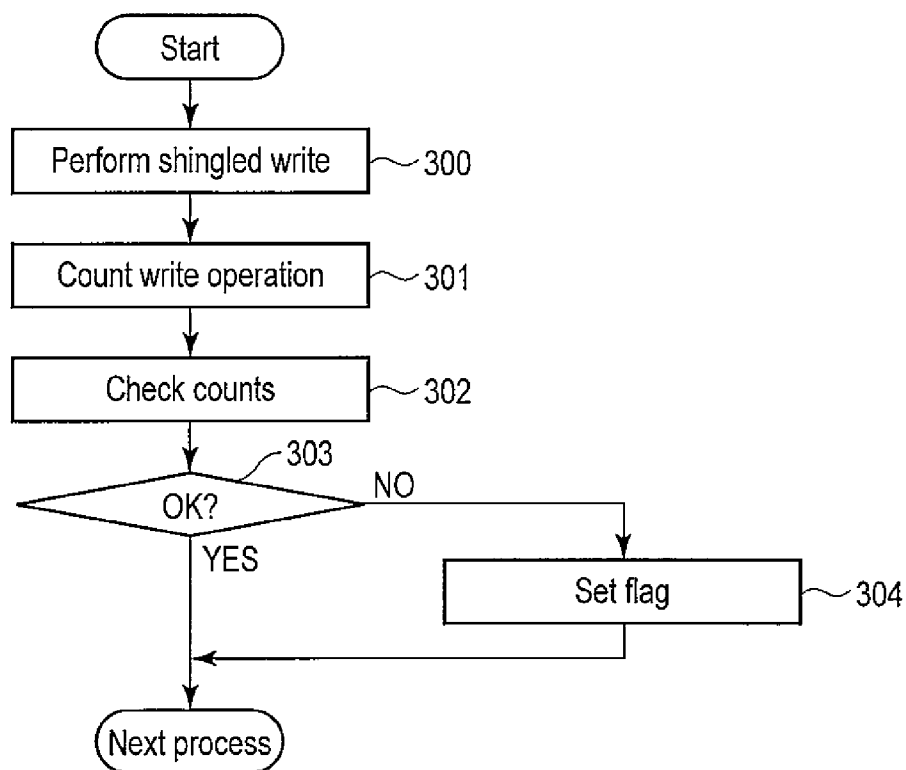 Start
Perform shingled write
300
Count write operation
301
Check counts
302
303
OK?
NO
YES
Set flag
304
Next process